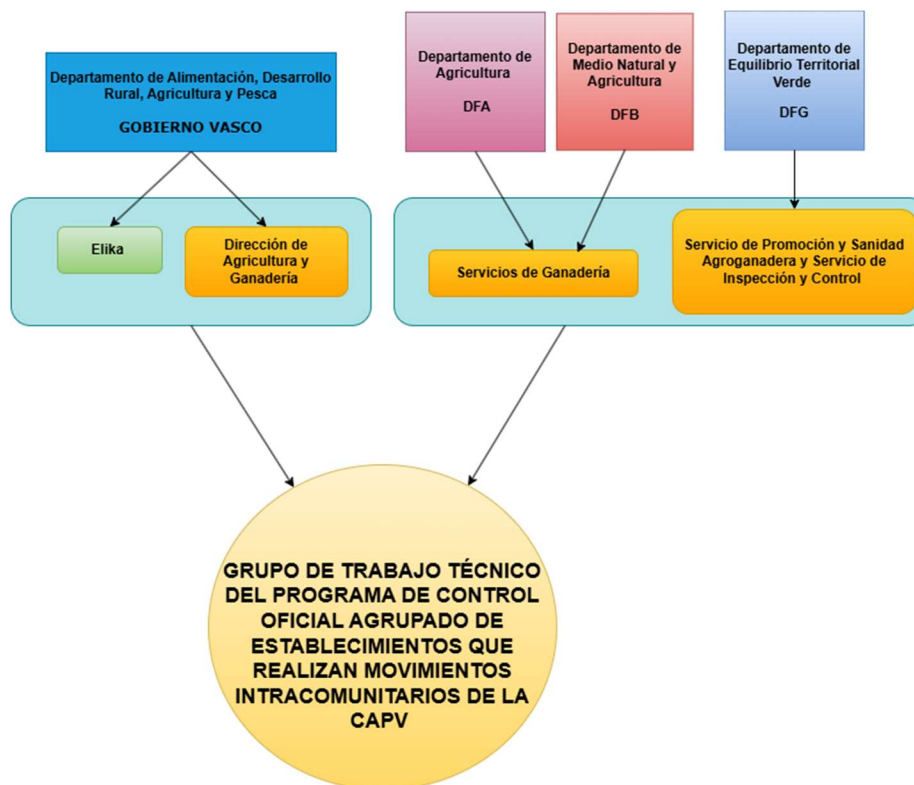 Departamento de Alimentación, Desarrollo
Rural, Agricultura y Pesca
GOBIERNO VASCO
Departamento de
Agricultura
DFA
Departamento de
Medio Natural y
Agricultura
DFB
Departamento de
Equilibrio Territorial
Verde
DFG
Elika
Dirección de
Agricultura y
Ganadería
Servicios de Ganadería
Servicio de Promoción y Sanidad
Agroganadera y Servicio de
Inspección y Control
GRUPO DE TRABAJO TÉCNICO
DEL PROGRAMA DE CONTROL
OFICIAL AGRUPADO DE
ESTABLECIMIENTOS QUE
REALIZAN MOVIMIENTOS
INTRACOMUNITARIOS DE LA
CAPV